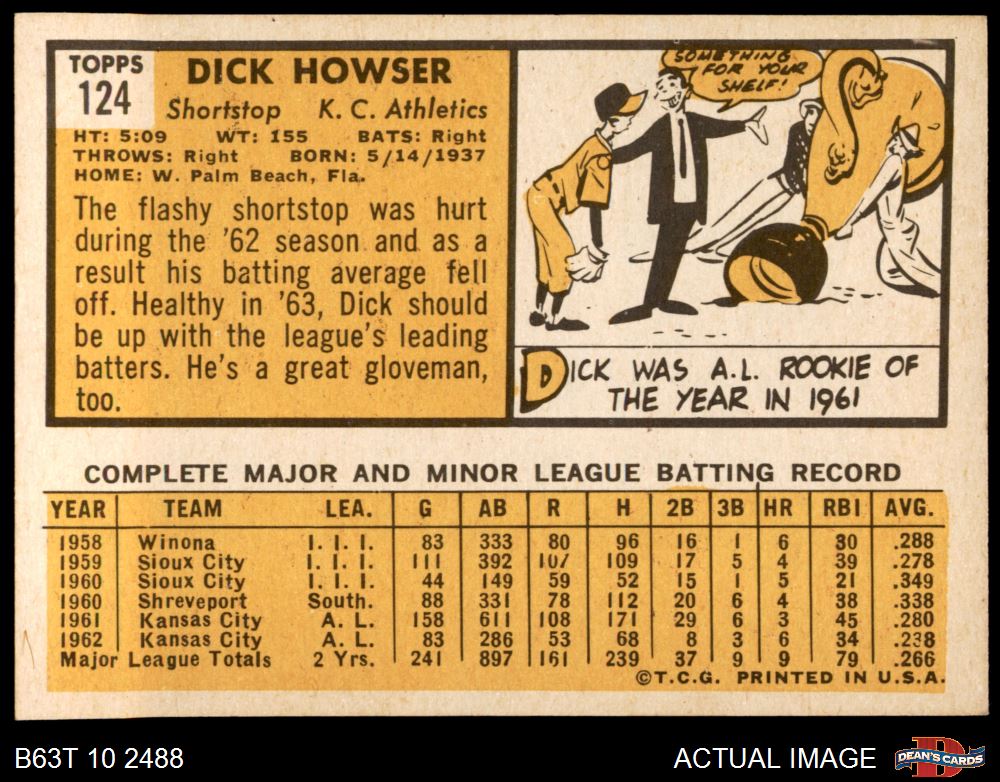 TOPPS
124
DICK HOWSER
Shortstop K. C. Athletics
HT: 5:09 WT: 155 BATS: Right
THROWS: Right BORN: 5/14/1937
HOME: W. Palm Beach, Fla.
The flashy shortstop was hurt
during the '62 season and as a
result his batting average fell
off. Healthy in '63, Dick should
be up with the league's leading
batters. He's a great gloveman,
too.
SOMETHING
FOR YOUR
SHELF!
DICK WAS A.L. ROOKIE OF
THE YEAR IN 1961
COMPLETE MAJOR AND MINOR LEAGUE BATTING RECORD
YEAR TEAM LEA. G AB R H 2B 3B HR RBI AVG.
1958 Winona I. I. I. 83 333 80 96 16 1 6 30 .288
1959 Sioux City I. I. I. 111 392 107 109 17 5 4 39 .278
1960 Sioux City I. I. I. 44 149 59 52 15 1 5 21 .349
1960 Shreveport South. 88 331 78 112 20 6 4 38 .338
1961 Kansas City A. L. 158 611 108 171 29 6 3 45 .280
1962 Kansas City A. L. 83 286 53 68 8 3 6 34 .238
Major League Totals 2 Yrs. 241 897 161 239 37 9 9 79 .266
©T.C.G. PRINTED IN U.S.A.
B63T 10 2488
ACTUAL IMAGE
D
DEAN'S CARDS